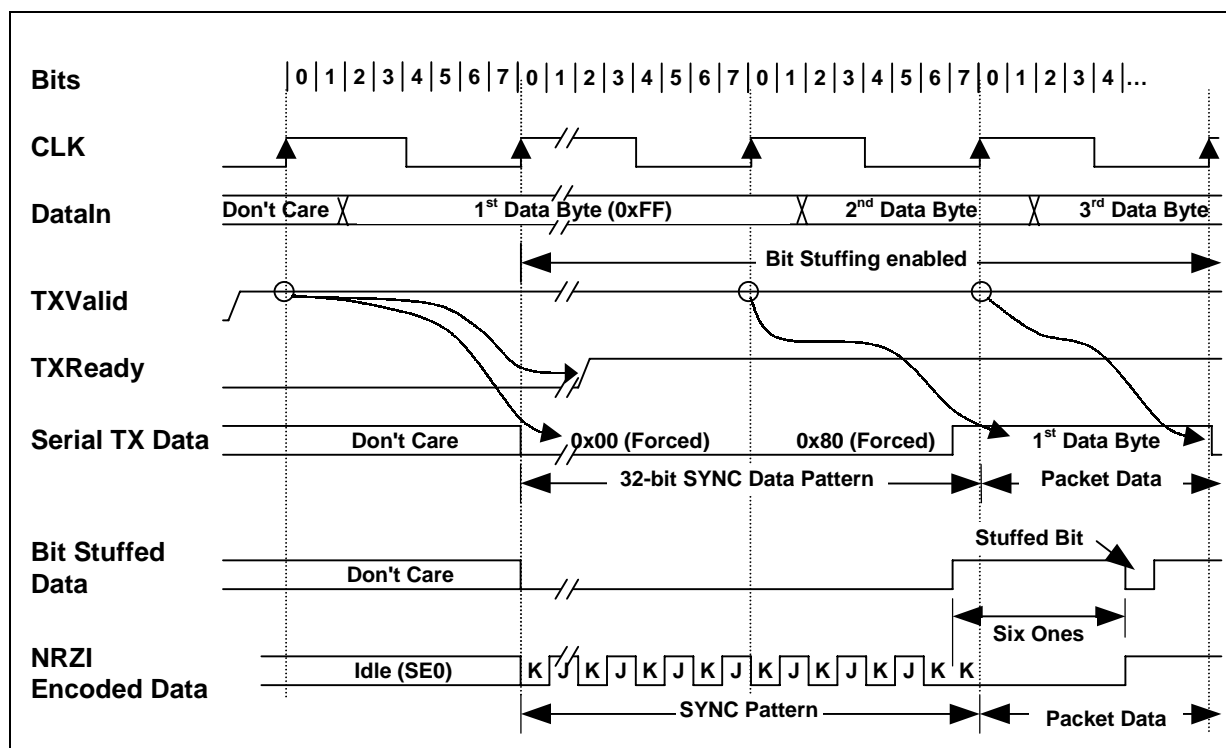 Bits
0 1 2 3 4 5 6 7 0 1 2 3 4 5 6 7 0 1 2 3 4 5 6 7 0 1 2 3 4 ...
CLK
DataIn
Don't Care
1st Data Byte (0xFF)
2nd Data Byte
3rd Data Byte
Bit Stuffing enabled
TXValid
TXReady
Serial TX Data
Don't Care
0x00 (Forced)
0x80 (Forced)
1st Data Byte
32-bit SYNC Data Pattern
Packet Data
Stuffed Bit
Bit Stuffed
Data
Don't Care
Six Ones
NRZI
Encoded Data
Idle (SE0)
K J K J K J K J K J K J K J K K
SYNC Pattern
Packet Data